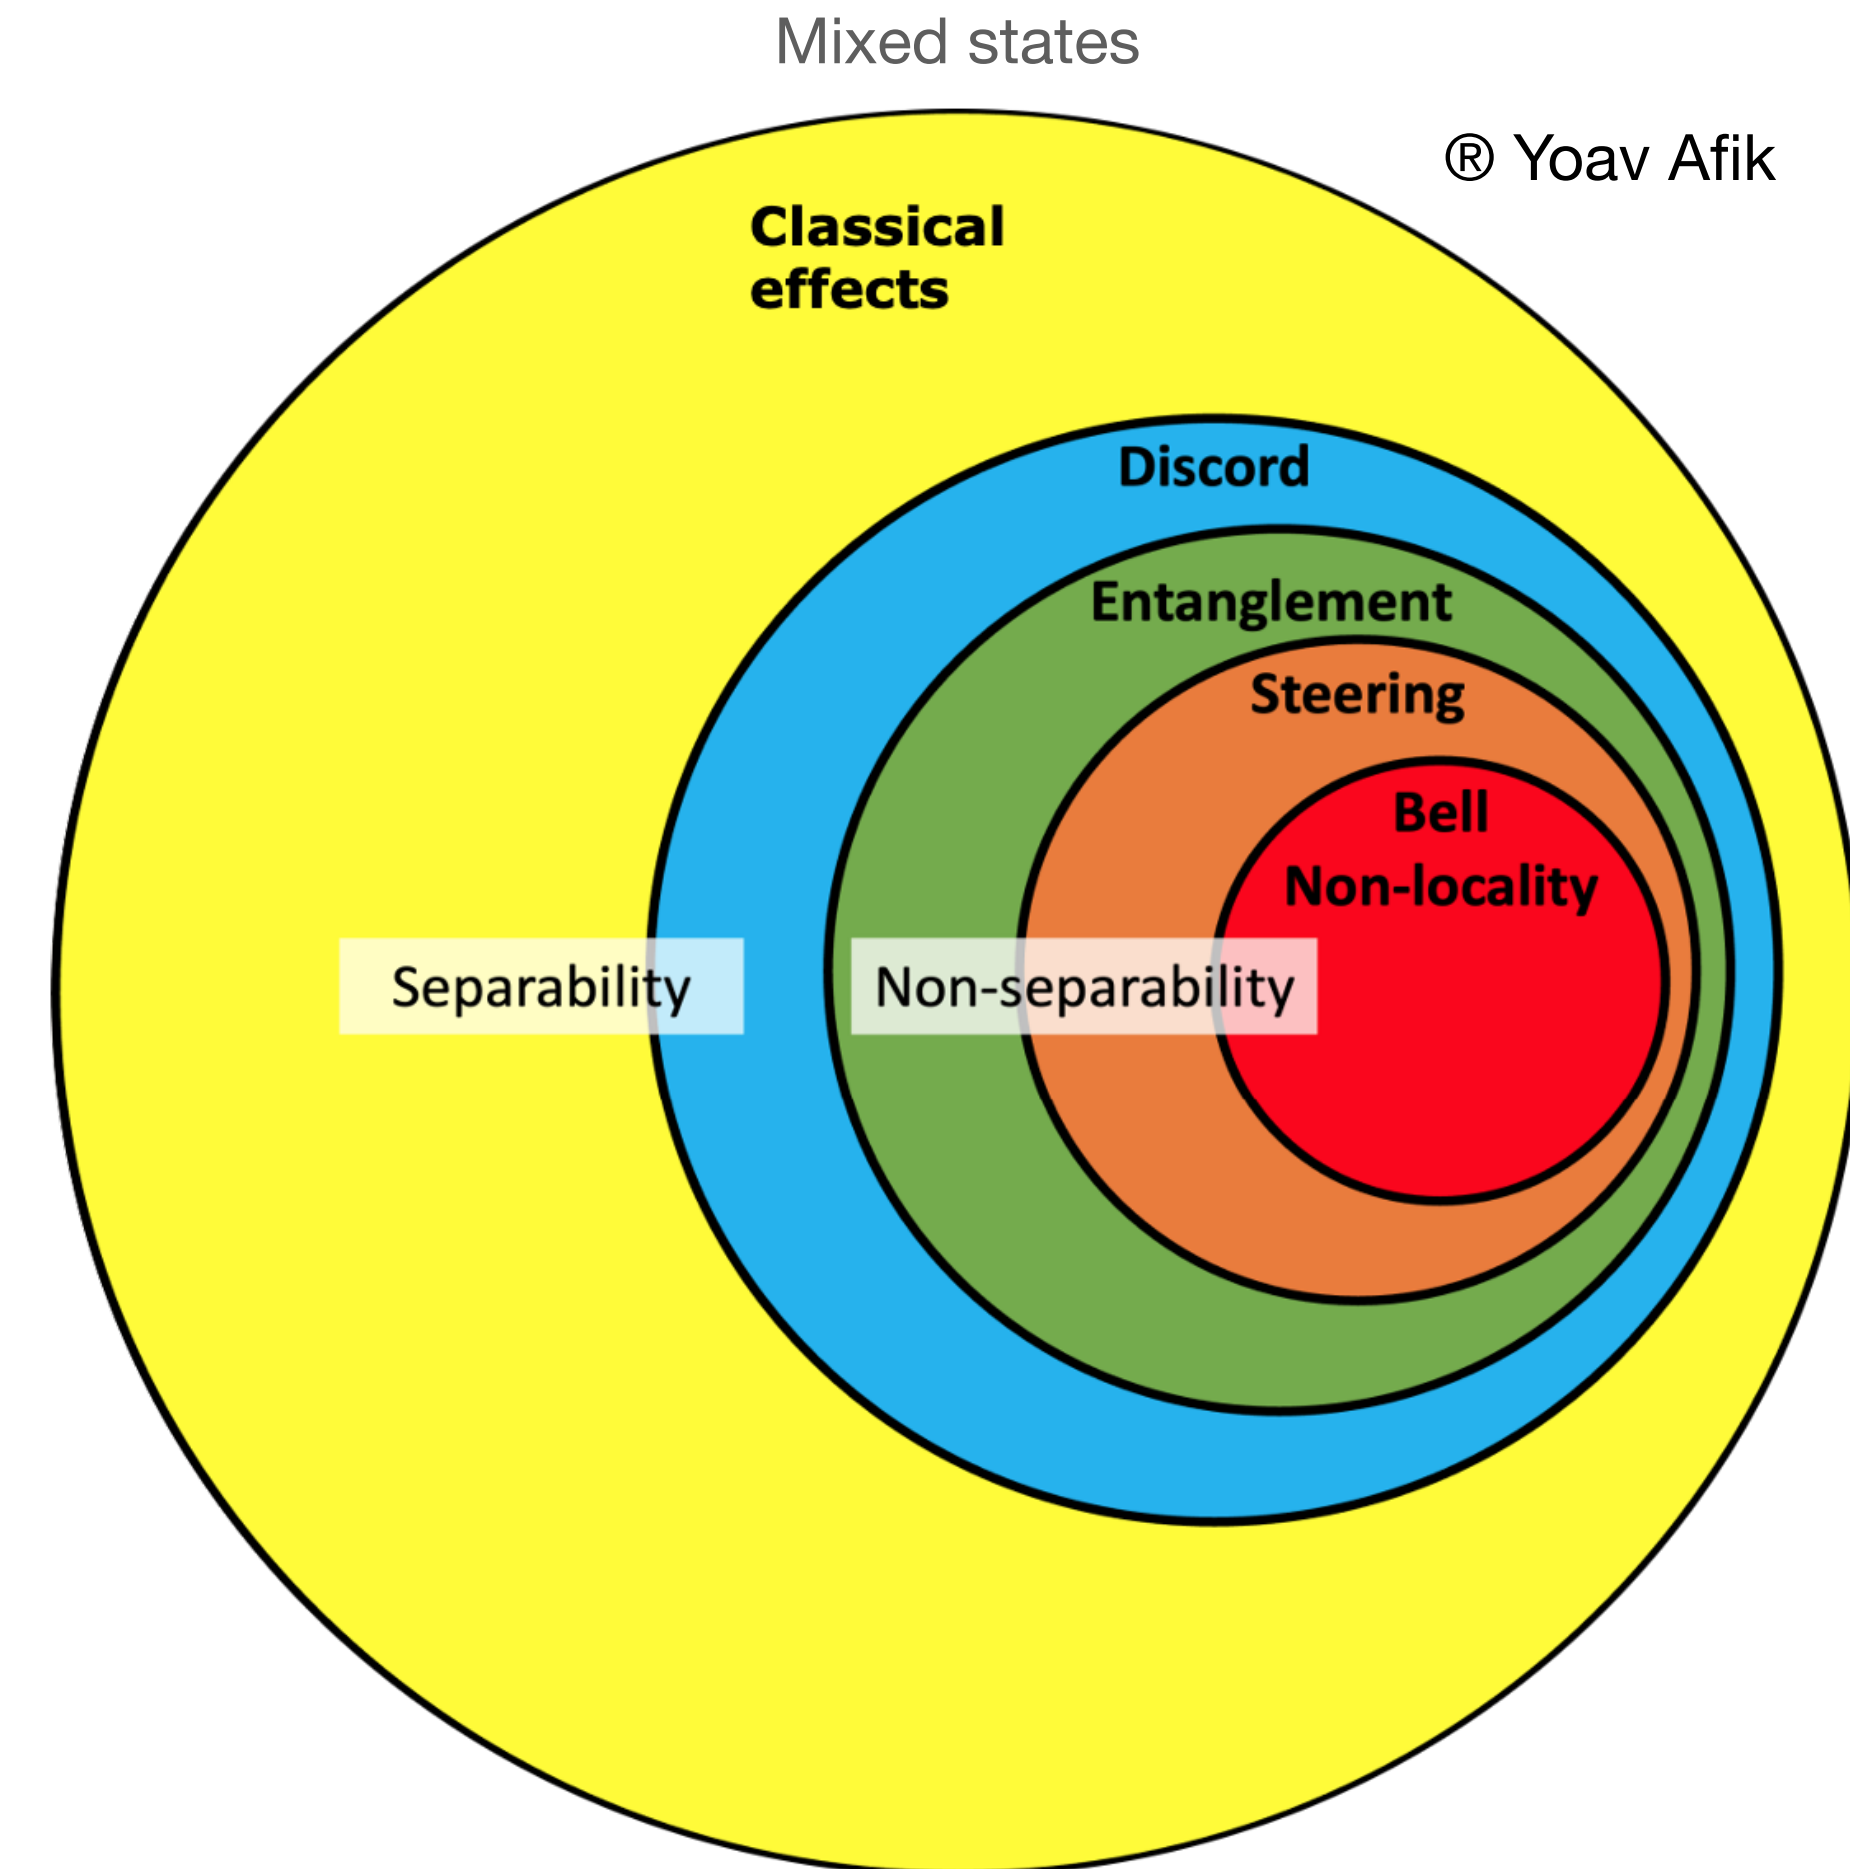 Mixed states
® Yoav Afik
Classical
effects
Discord
Entanglement
Steering
Bell
Non-locality
Separability
Non-separability